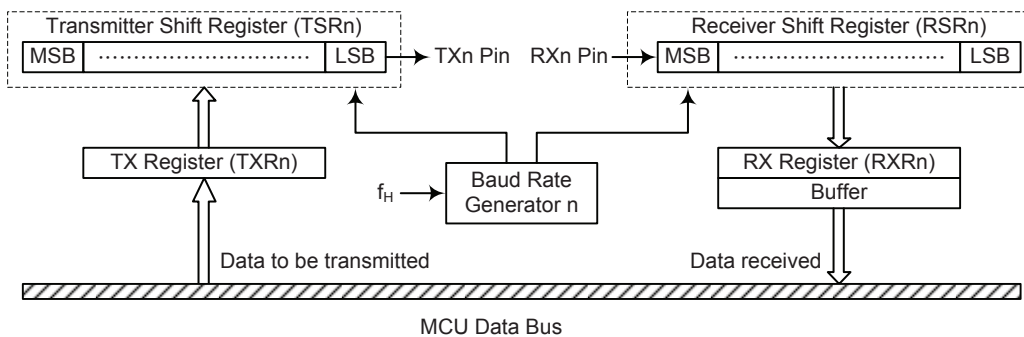 Transmitter Shift Register (TSRn)
MSB ................................ LSB
TXn Pin
RXn Pin
Receiver Shift Register (RSRn)
MSB ................................ LSB
TX Register (TXRn)
fH
Baud Rate
Generator n
RX Register (RXRn)
Buffer
Data to be transmitted
Data received
MCU Data Bus